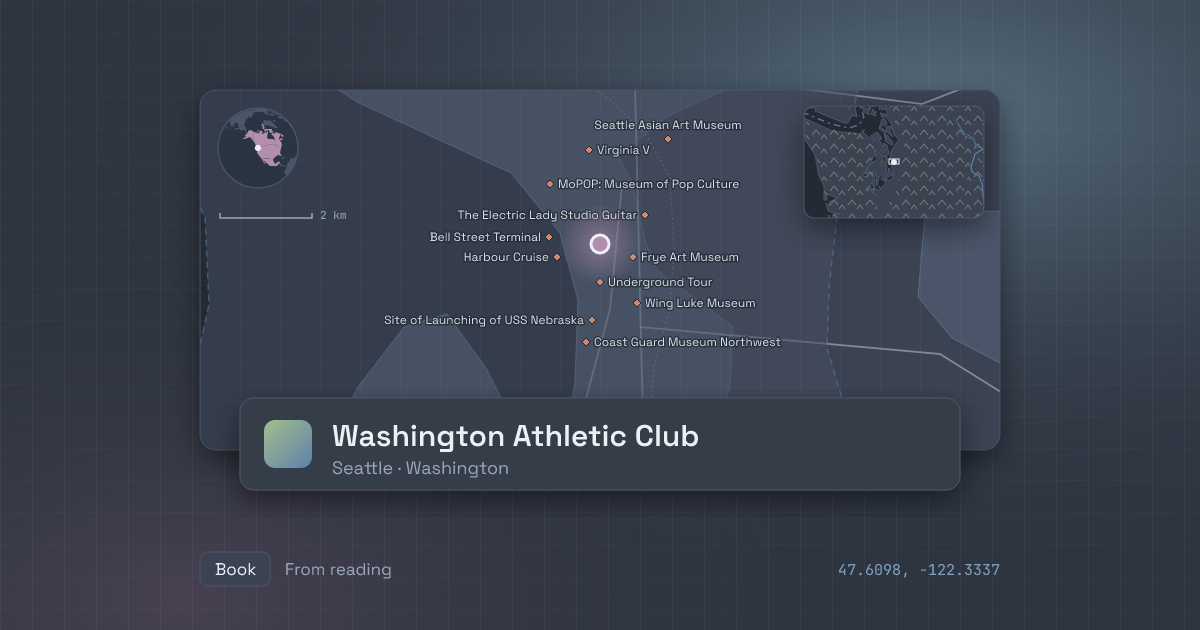 Seattle Asian Art Museum
Virginia V
MoPOP: Museum of Pop Culture
2 km
The Electric Lady Studio Guitar
Bell Street Terminal
Harbour Cruise
Frye Art Museum
Underground Tour
Wing Luke Museum
Site of Launching of USS Nebraska
Coast Guard Museum Northwest
Washington Athletic Club
Seattle · Washington
Book
From reading
47.6098, -122.3337